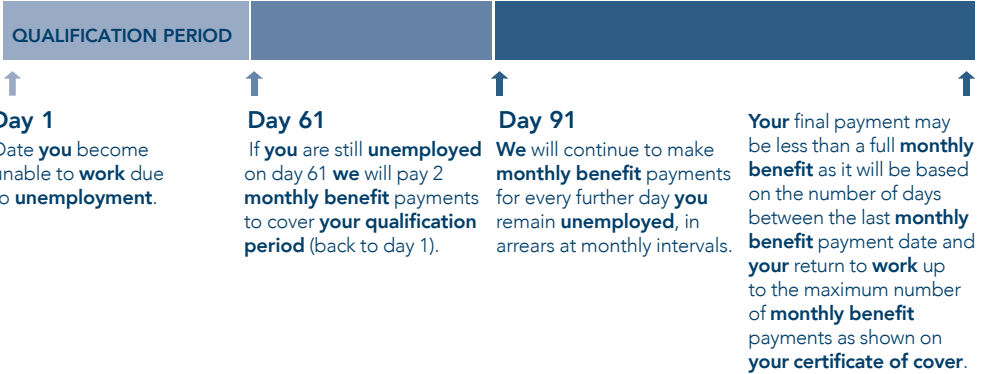 QUALIFICATION PERIOD
Day 1
Date you become
unable to work due
to unemployment.
Day 61
If you are still unemployed
on day 61 we will pay 2
monthly benefit payments
to cover your qualification
period (back to day 1).
Day 91
We will continue to make
monthly benefit payments
for every further day you
remain unemployed, in
arrears at monthly intervals.
Your final payment may
be less than a full monthly
benefit as it will be based
on the number of days
between the last monthly
benefit payment date and
your return to work up
to the maximum number
of monthly benefit
payments as shown on
your certificate of cover.